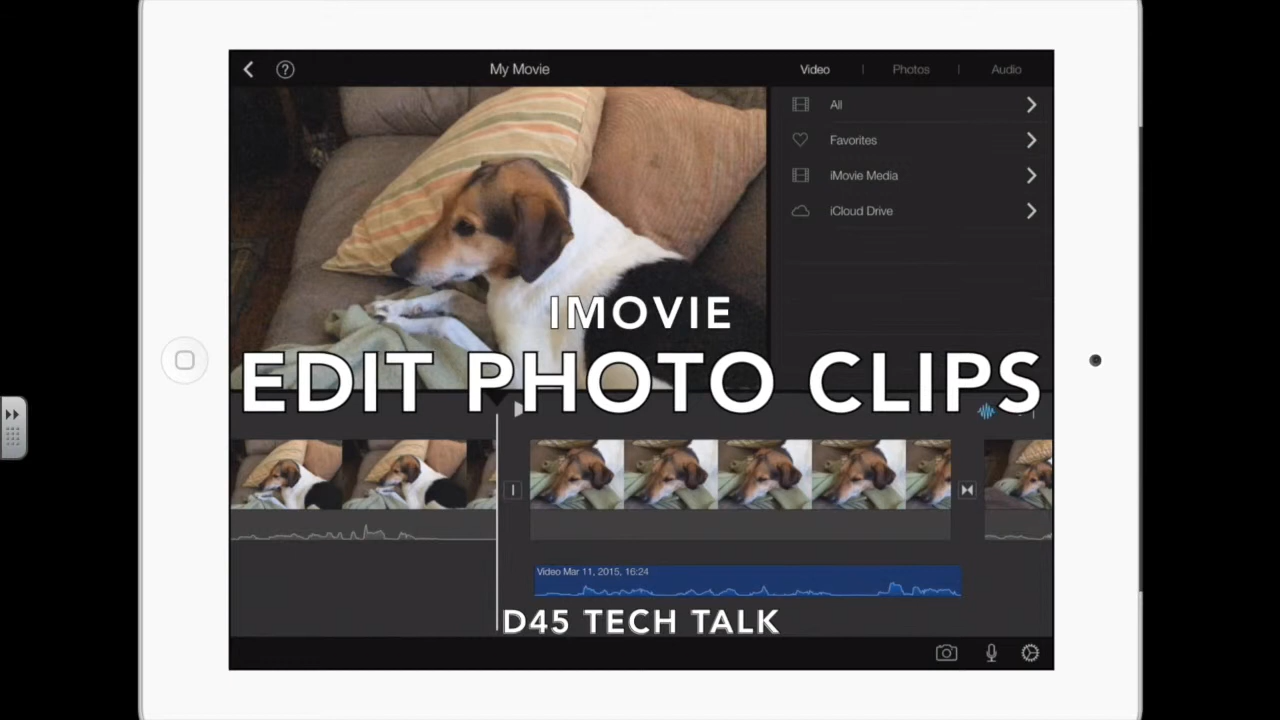 My Movie
Video | Photos | Audio
All
Favorites
iMovie Media
iCloud Drive
IMOVIE
EDIT PHOTO CLIPS
Video Mar 11, 2015, 16:24
D45 TECH TALK